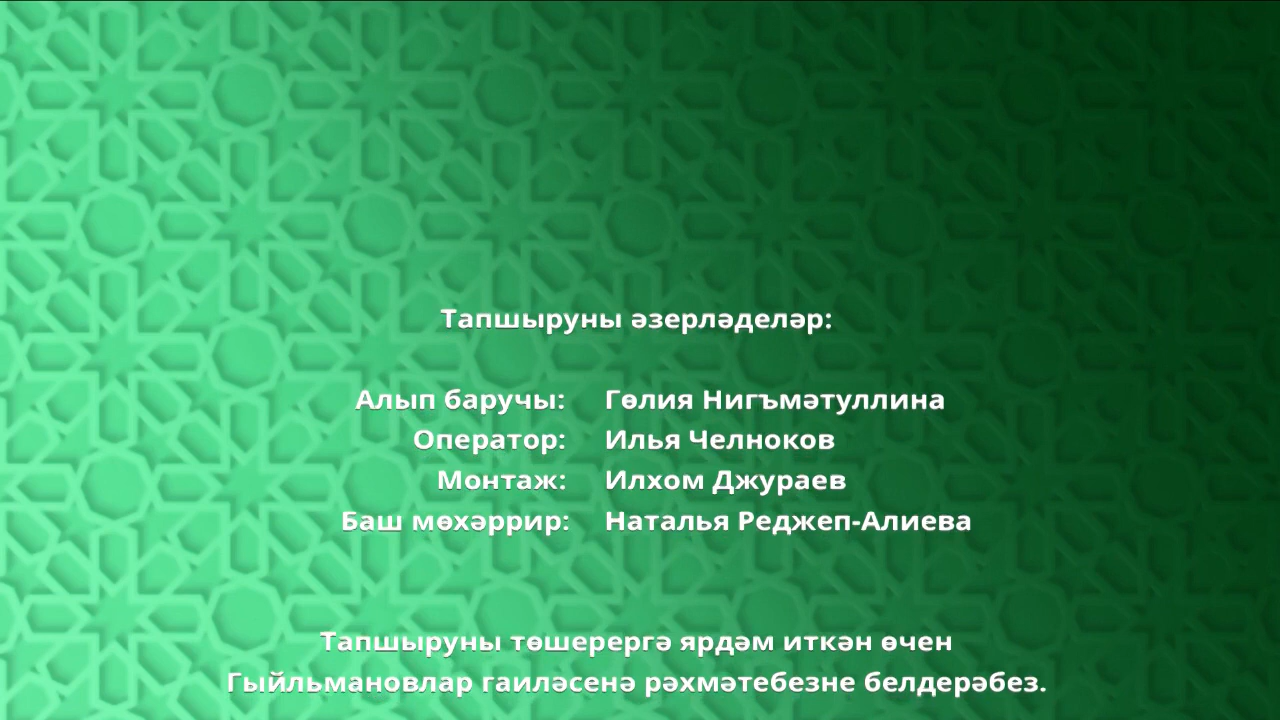 Тапшыруны әзерләделәр:
Алып баручы: Гөлия Нигъмәтуллина
Оператор: Илья Челноков
Монтаж: Илхом Джураев
Баш мөхәррир: Наталья Реджеп-Алиева
Тапшыруны төшерергә ярдәм иткән өчен
Гыйльмановлар гаиләсенә рәхмәтебезне белдерәбез.